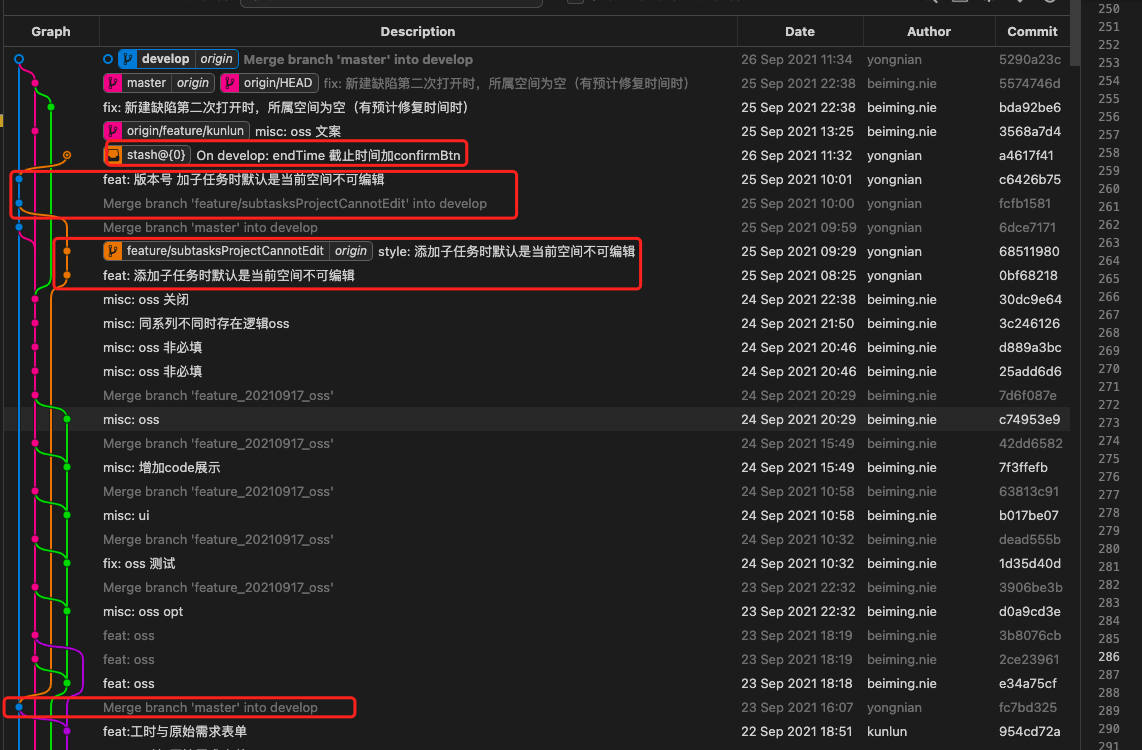 Graph Description Date Author Commit
develop origin Merge branch 'master' into develop 26 Sep 2021 11:34 yongnian 5290a23c
master origin origin/HEAD fix: 新建缺陷第二次打开时，所属空间为空（有预计修复时间时） 25 Sep 2021 22:38 beiming.nie 5574746d
fix: 新建缺陷第二次打开时，所属空间为空（有预计修复时间时） 25 Sep 2021 22:38 beiming.nie bda92be6
origin/feature/kunlun misc: oss 文案 25 Sep 2021 13:25 beiming.nie 3568a7d4
stash@{0} On develop: endTime 截止时间加confirmBtn 26 Sep 2021 11:32 yongnian a4617f41
feat: 版本号 加子任务时默认是当前空间不可编辑 25 Sep 2021 10:01 yongnian c6426b75
Merge branch 'feature/subtasksProjectCannotEdit' into develop 25 Sep 2021 10:00 yongnian fcfb1581
Merge branch 'master' into develop 25 Sep 2021 09:59 yongnian 6dce7171
feature/subtasksProjectCannotEdit origin style: 添加子任务时默认是当前空间不可编辑 25 Sep 2021 09:29 yongnian 68511980
feat: 添加子任务时默认是当前空间不可编辑 25 Sep 2021 08:25 yongnian 0bf68218
misc: oss 关闭 24 Sep 2021 22:38 beiming.nie 30dc9e64
misc: 同系列不同时存在逻辑oss 24 Sep 2021 21:50 beiming.nie 3c246126
misc: oss 非必填 24 Sep 2021 20:46 beiming.nie d889a3bc
misc: oss 非必填 24 Sep 2021 20:46 beiming.nie 25add6d6
Merge branch 'feature_20210917_oss' 24 Sep 2021 20:29 beiming.nie 7d6f087e
misc: oss 24 Sep 2021 20:29 beiming.nie c74953e9
Merge branch 'feature_20210917_oss' 24 Sep 2021 15:49 beiming.nie 42dd6582
misc: 增加code展示 24 Sep 2021 15:49 beiming.nie 7f3ffefb
Merge branch 'feature_20210917_oss' 24 Sep 2021 10:58 beiming.nie 63813c91
misc: ui 24 Sep 2021 10:58 beiming.nie b017be07
Merge branch 'feature_20210917_oss' 24 Sep 2021 10:32 beiming.nie dead555b
fix: oss 测试 24 Sep 2021 10:32 beiming.nie 1d35d40d
Merge branch 'feature_20210917_oss' 23 Sep 2021 22:32 beiming.nie 3906be3b
misc: oss opt 23 Sep 2021 22:32 beiming.nie d0a9cd3e
feat: oss 23 Sep 2021 18:19 beiming.nie 3b8076cb
feat: oss 23 Sep 2021 18:19 beiming.nie 2ce23961
feat: oss 23 Sep 2021 18:18 beiming.nie e34a75cf
Merge branch 'master' into develop 23 Sep 2021 16:07 yongnian fc7bd325
feat:工时与原始需求表单 22 Sep 2021 18:51 kunlun 954cd72a
250
251
252
253
254
255
256
257
258
259
260
261
262
263
264
265
266
267
268
269
270
271
272
273
274
275
276
277
278
279
280
281
282
283
284
285
286
287
288
289
290
291